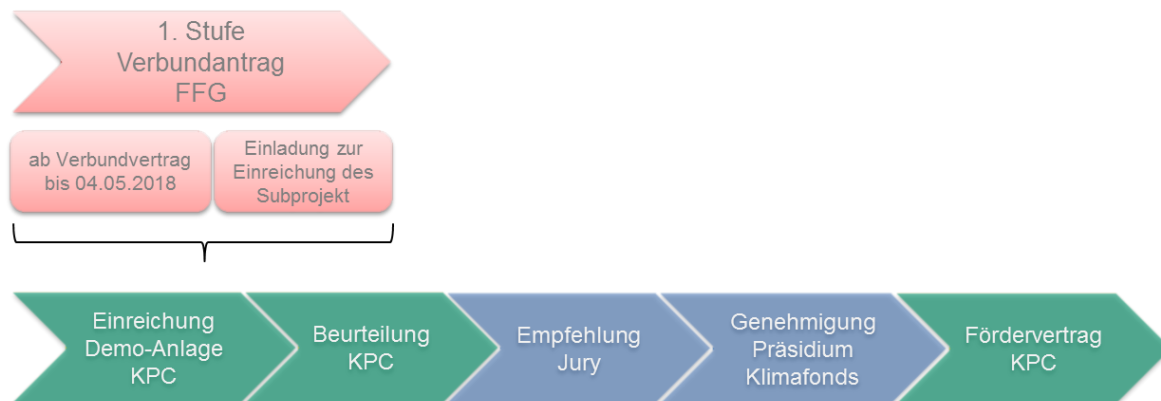 1. Stufe
Verbundantrag
FFG
ab Verbundvertrag
bis 04.05.2018
Einladung zur
Einreichung des
Subprojekt
Einreichung
Demo-Anlage
KPC
Beurteilung
KPC
Empfehlung
Jury
Genehmigung
Präsidium
Klimafonds
Fördervertrag
KPC